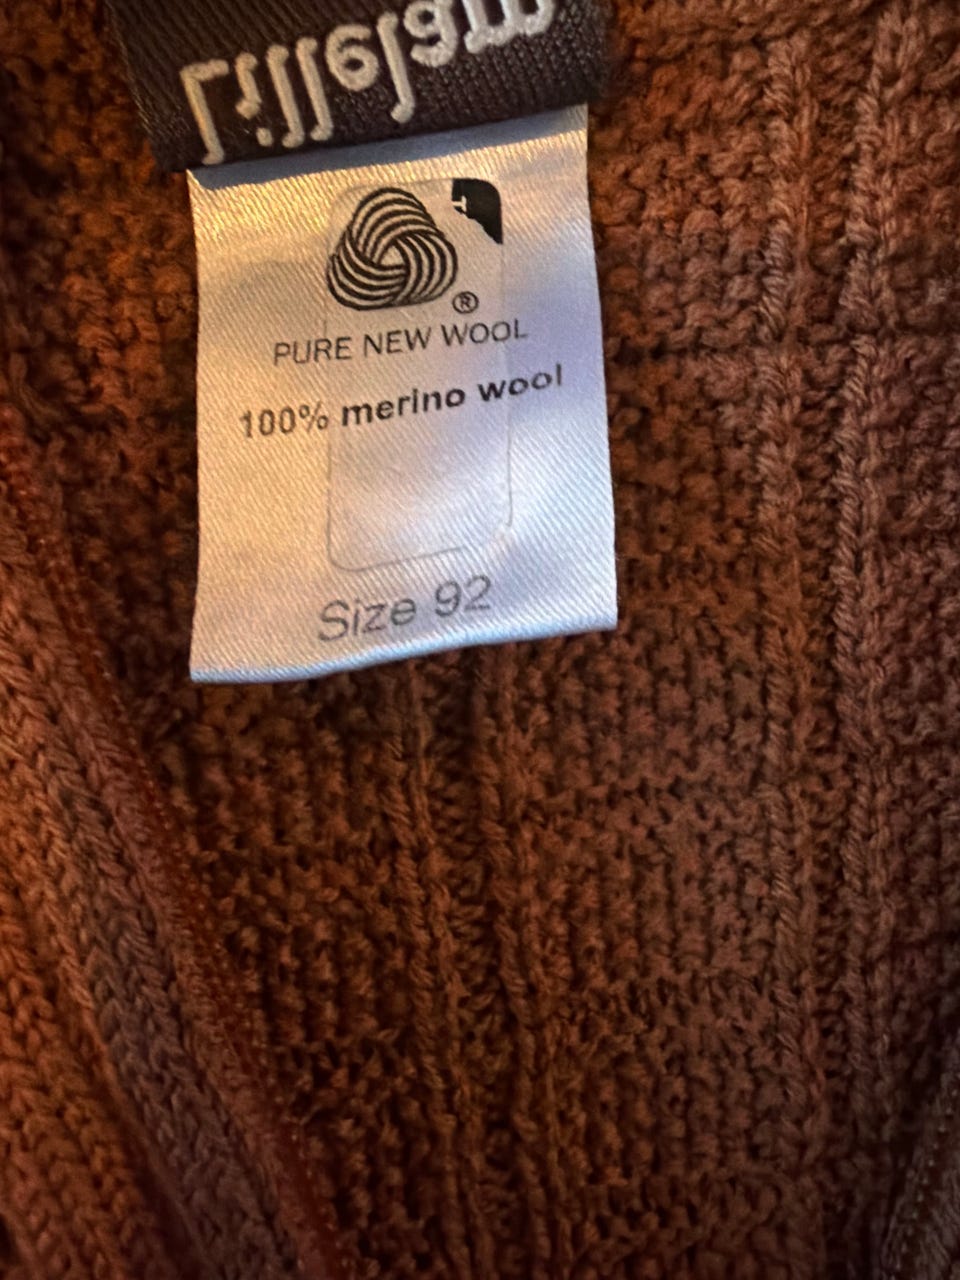 Lillelam
®
PURE NEW WOOL
100% merino wool
Size 92